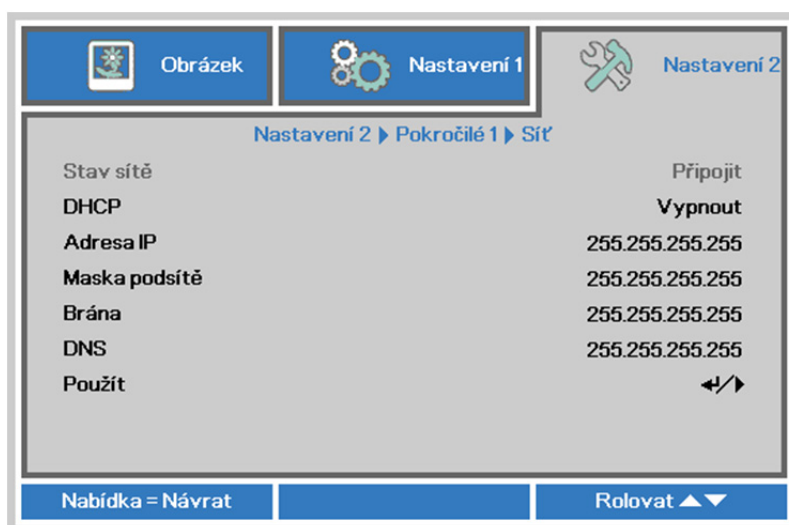 Obrázek Nastavení 1 Nastavení 2
Nastavení 2 ▶ Pokročilé 1 ▶ Síť
Stav sítě Připojit
DHCP Vypnout
Adresa IP 255.255.255.255
Maska podsítě 255.255.255.255
Brána 255.255.255.255
DNS 255.255.255.255
Použít ↵/▶
Nabídka = Návrat Rolovat ▲▼